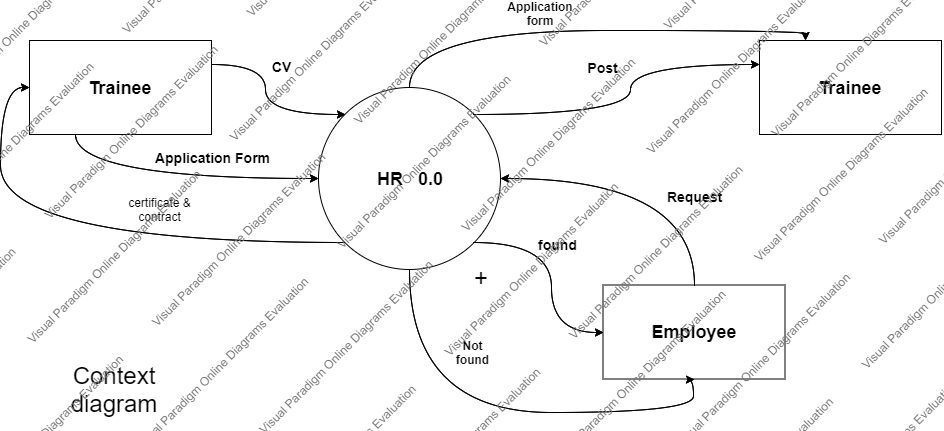 Application
form
Trainee
CV
Post
Trainee
Application Form
HR 0.0
certificate &
contract
Request
found
+
Employee
Not
found
Context
diagram
Visual Paradigm Online Diagrams Evaluation